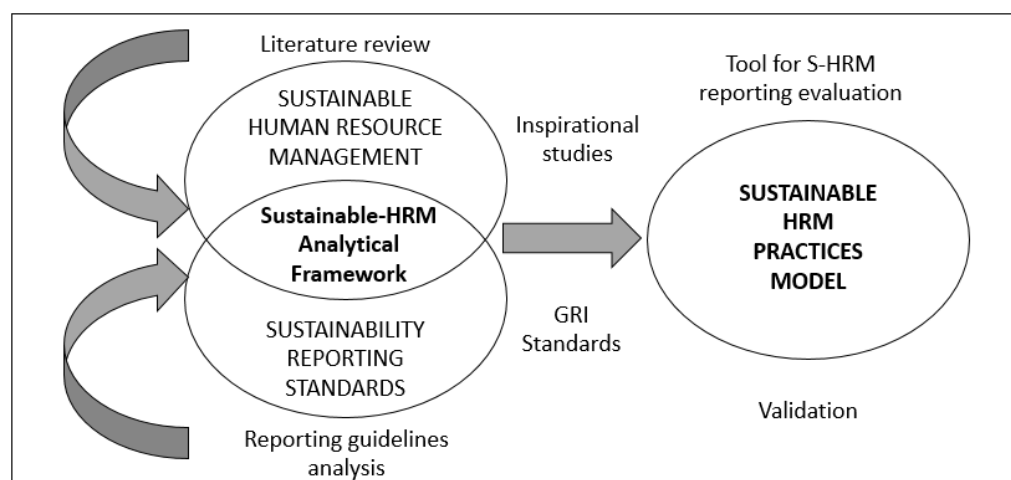 Literature review
SUSTAINABLE
HUMAN RESOURCE
MANAGEMENT
Sustainable-HRM
Analytical
Framework
SUSTAINABILITY
REPORTING
STANDARDS
Reporting guidelines
analysis
Inspirational
studies
GRI
Standards
Tool for S-HRM
reporting evaluation
SUSTAINABLE
HRM
PRACTICES
MODEL
Validation